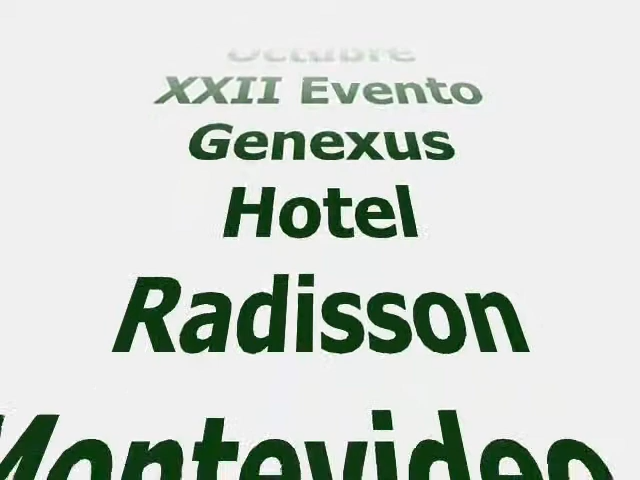 Octubre
XXII Evento
Genexus
Hotel
Radisson
Montevideo